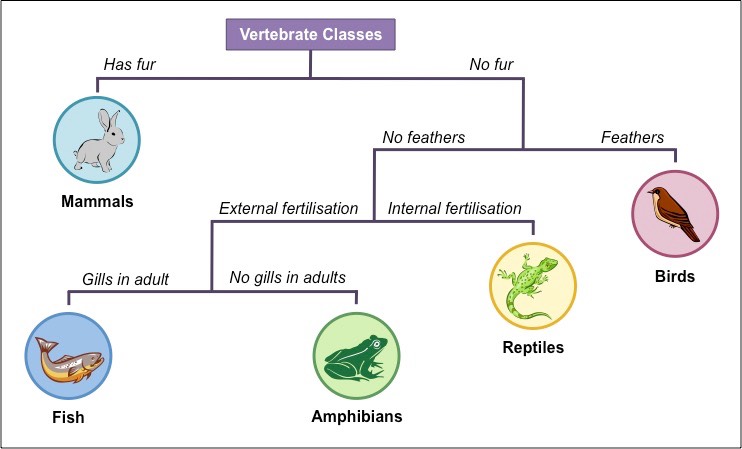 Vertebrate Classes
Has fur
No fur
No feathers
Feathers
Mammals
External fertilisation
Internal fertilisation
Birds
Gills in adult
No gills in adults
Reptiles
Fish
Amphibians